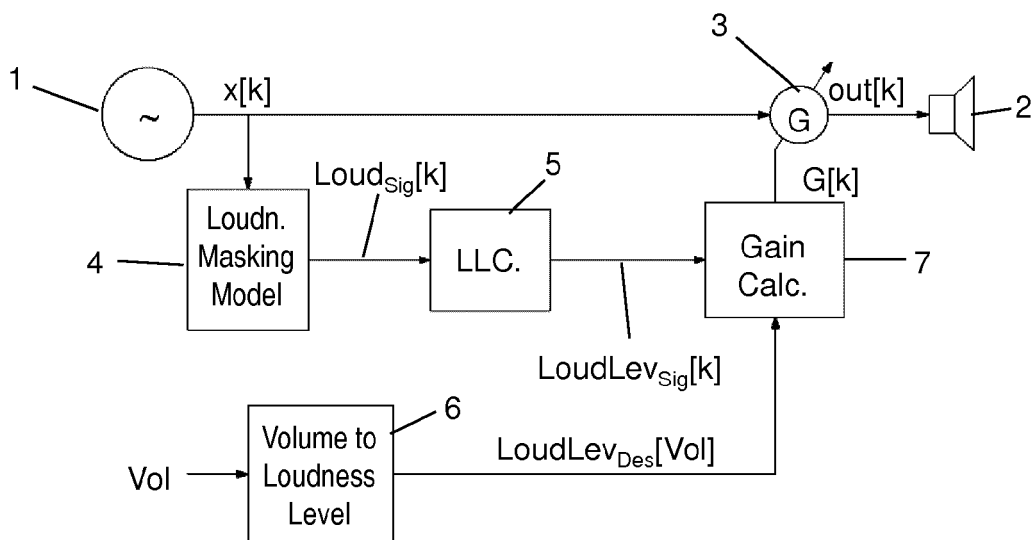 1
x[k]
~
3
G
out[k]
2
Loud_Sig[k]
5
G[k]
4
Loudn.
Masking
Model
LLC.
Gain
Calc.
7
LoudLev_Sig[k]
6
Vol
Volume to
Loudness
Level
LoudLev_Des[Vol]